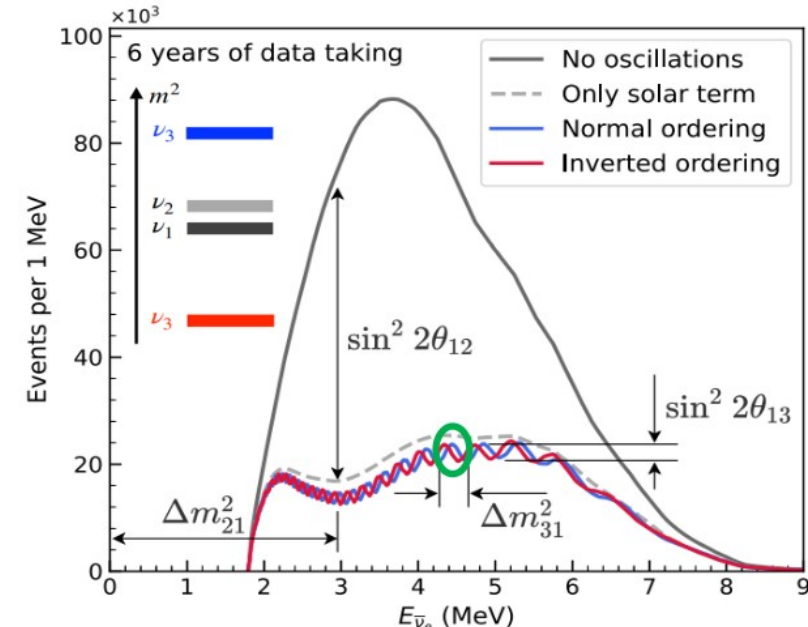 ×10³
6 years of data taking
m²
ν₃
ν₂
ν₁
ν₃
No oscillations
Only solar term
Normal ordering
Inverted ordering
sin² 2θ₁₂
sin² 2θ₁₃
Δm²₂₁
Δm²₃₁
Events per 1 MeV
100
80
60
40
20
0
0 1 2 3 4 5 6 7 8 9
E_ν̅ₑ (MeV)